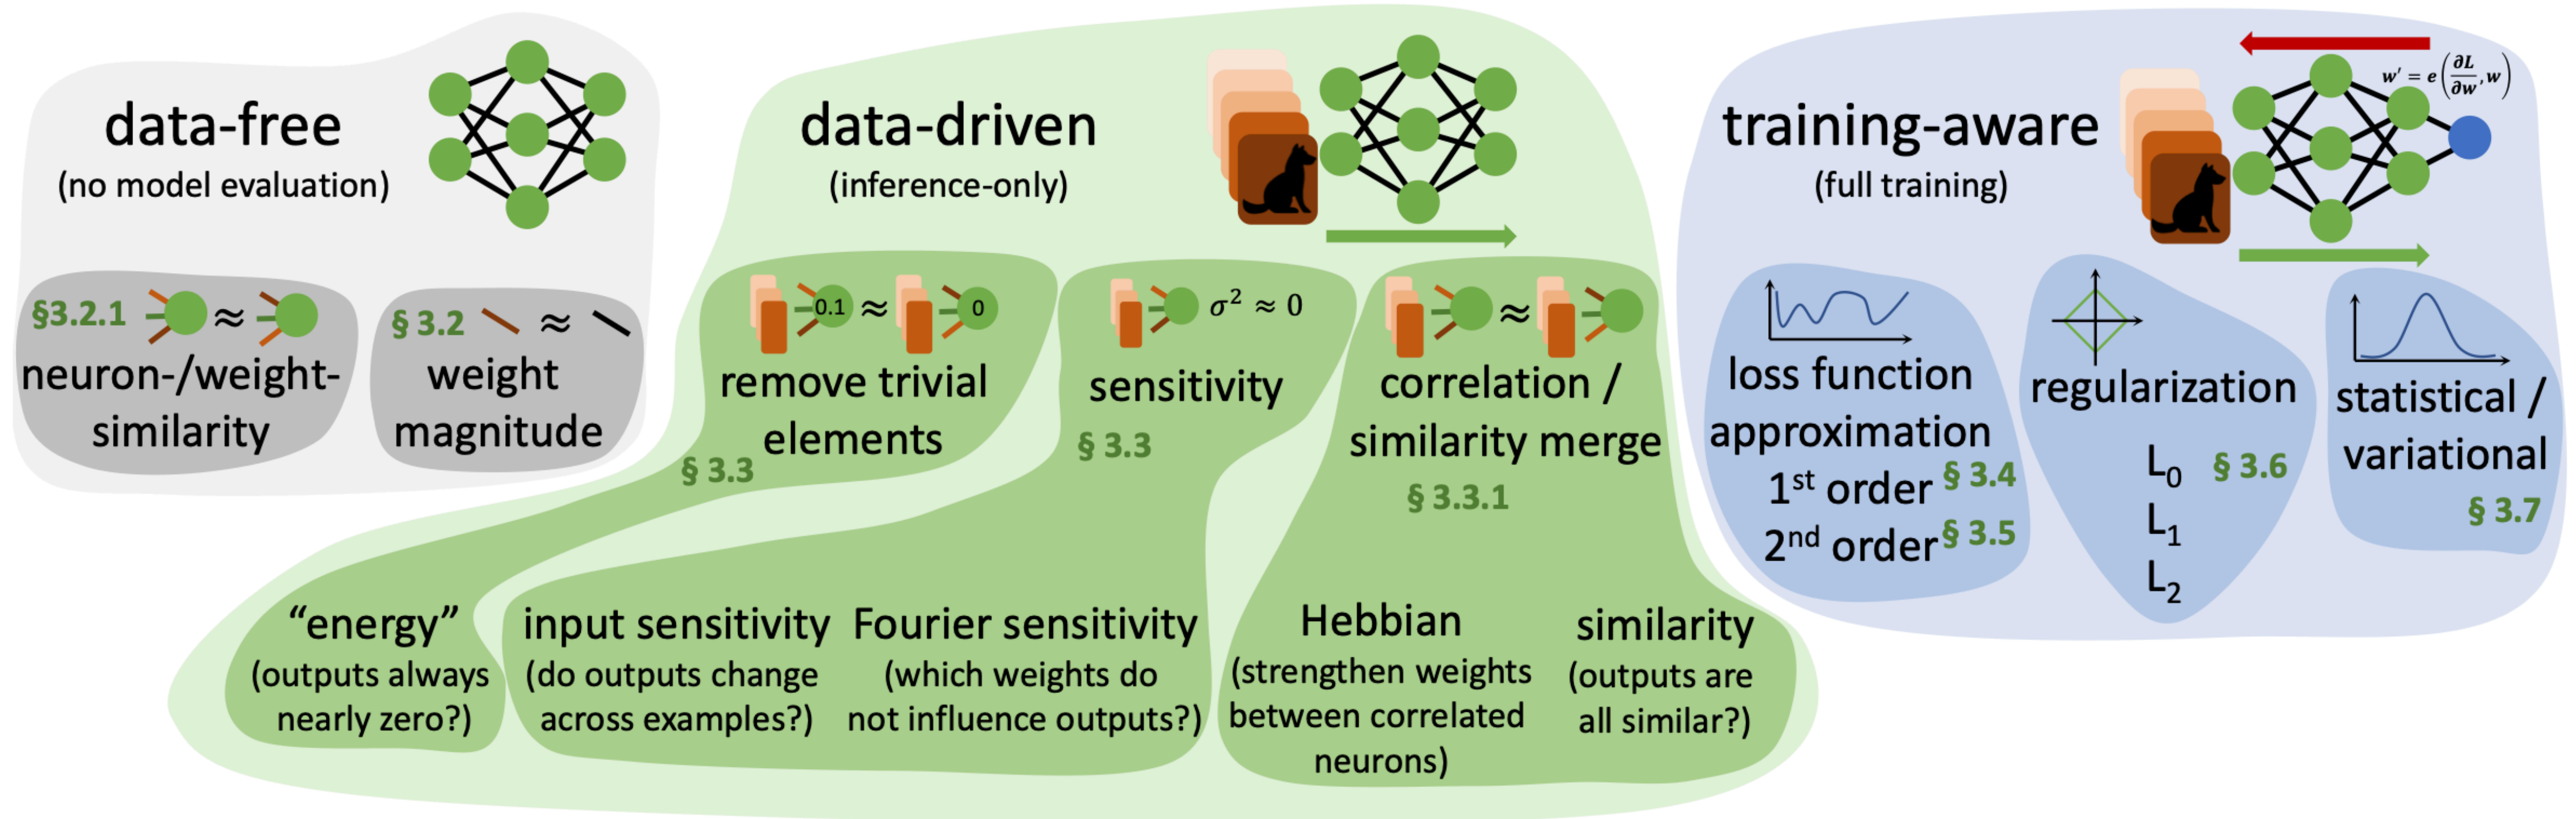 data-free
(no model evaluation)
§3.2.1
≈
neuron-/weight-
similarity
§ 3.2
≈
weight
magnitude
data-driven
(inference-only)
0.1 ≈ 0
remove trivial
elements
§ 3.3
σ² ≈ 0
sensitivity
§ 3.3
≈
correlation /
similarity merge
§ 3.3.1
“energy”
(outputs always
nearly zero?)
input sensitivity
(do outputs change
across examples?)
Fourier sensitivity
(which weights do
not influence outputs?)
Hebbian
(strengthen weights
between correlated
neurons)
similarity
(outputs are
all similar?)
training-aware
(full training)
w' = e(∂L/∂w, w)
loss function
approximation
1st order § 3.4
2nd order § 3.5
regularization
L0 § 3.6
L1
L2
statistical /
variational
§ 3.7